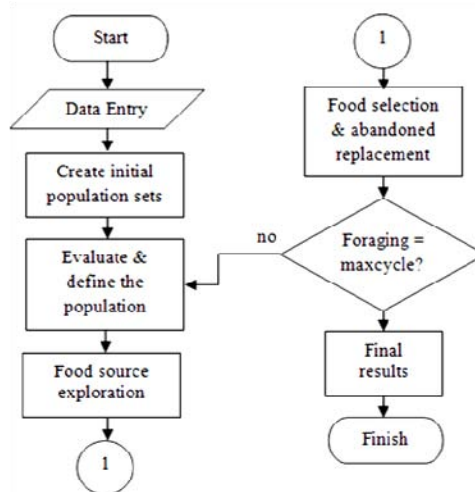 Start
Data Entry
Create initial
population sets
Evaluate &
define the
population
Food source
exploration
1
1
Food selection
& abandoned
replacement
Foraging =
maxcycle?
no
Final
results
Finish